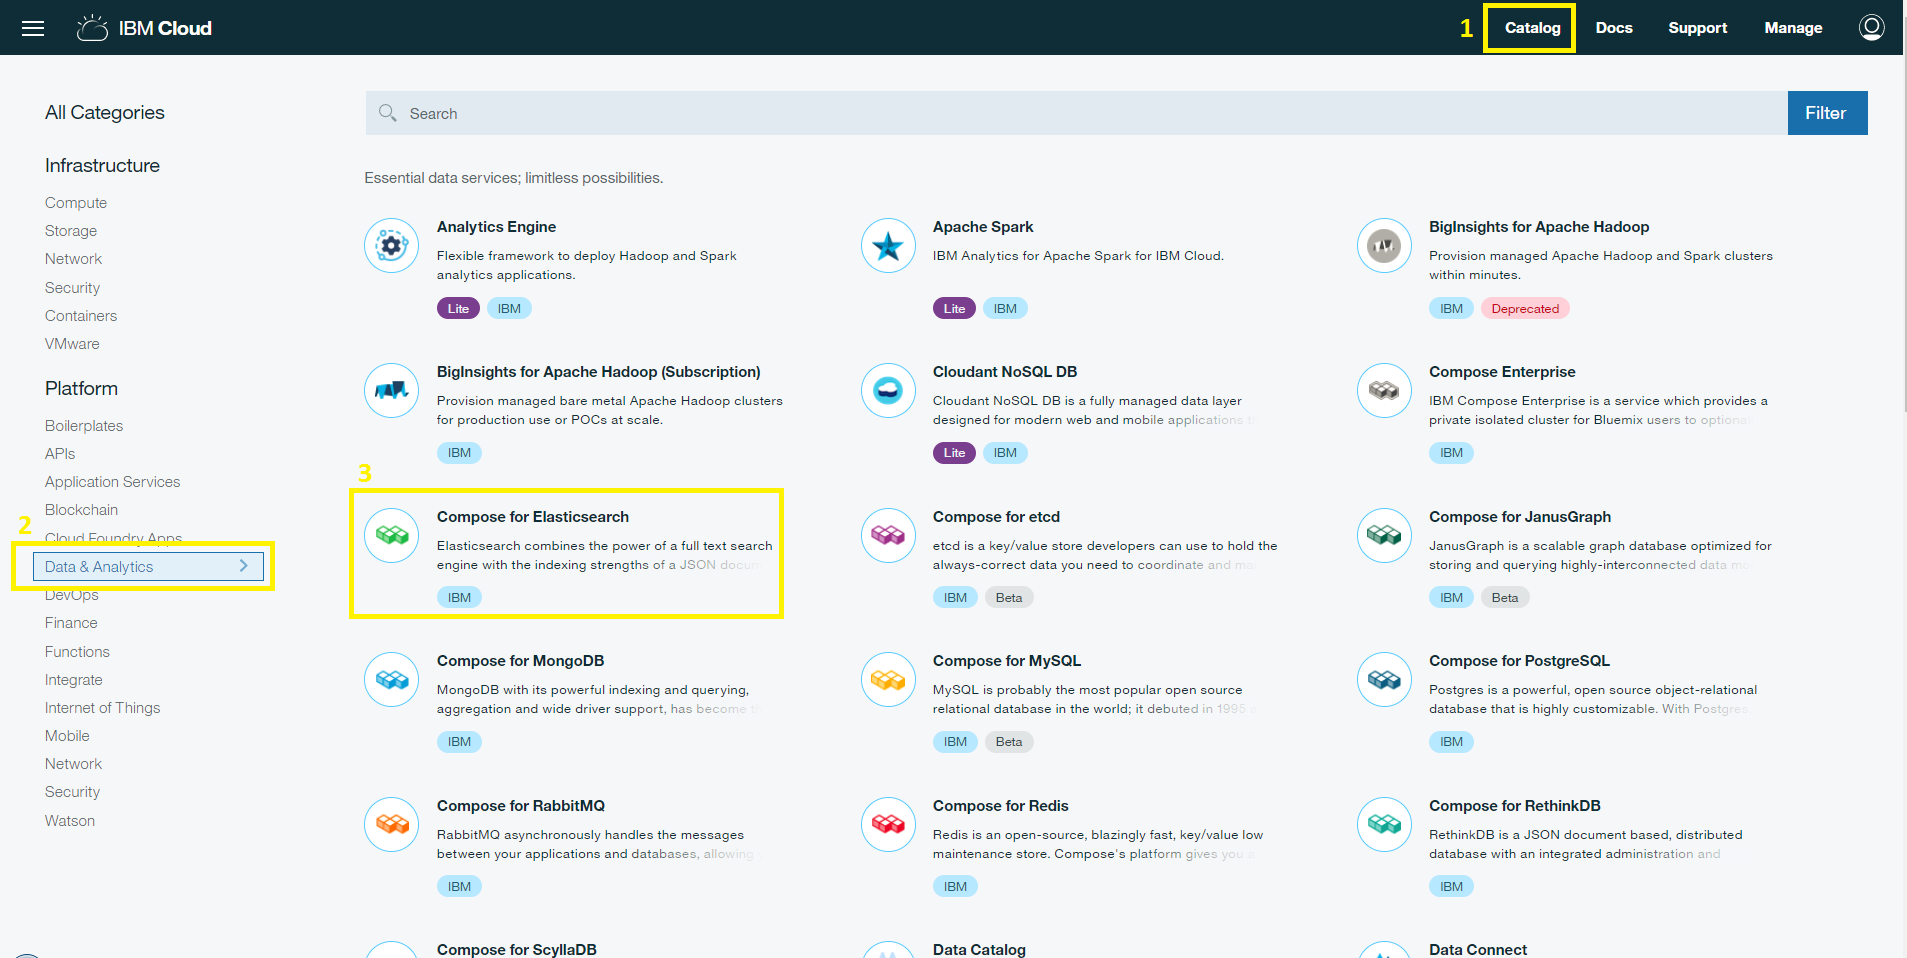 IBM Cloud
1
Catalog
Docs
Support
Manage
All Categories
Infrastructure
Compute
Storage
Network
Security
Containers
VMware
Platform
Boilerplates
APIs
Application Services
Blockchain
2
Cloud Foundry Apps
Data & Analytics
DevOps
Finance
Functions
Integrate
Internet of Things
Mobile
Network
Security
Watson
Search
Filter
Essential data services; limitless possibilities.
Analytics Engine
Flexible framework to deploy Hadoop and Spark
analytics applications.
Lite
IBM
Apache Spark
IBM Analytics for Apache Spark for IBM Cloud.
Lite
IBM
BigInsights for Apache Hadoop
Provision managed Apache Hadoop and Spark clusters
within minutes.
IBM
Deprecated
BigInsights for Apache Hadoop (Subscription)
Provision managed bare metal Apache Hadoop clusters
for production use or POCs at scale.
IBM
Cloudant NoSQL DB
Cloudant NoSQL DB is a fully managed data layer
designed for modern web and mobile applications
Lite
IBM
Compose Enterprise
IBM Compose Enterprise is a service which provides a
private isolated cluster for Bluemix users to
IBM
3
Compose for Elasticsearch
Elasticsearch combines the power of a full text search
engine with the indexing strengths of a JSON
IBM
Compose for etcd
etcd is a key/value store developers can use to hold the
always-correct data you need to coordinate and
IBM
Beta
Compose for JanusGraph
JanusGraph is a scalable graph database optimized for
storing and querying highly-interconnected data
IBM
Beta
Compose for MongoDB
MongoDB with its powerful indexing and querying,
aggregation and wide driver support, has become
IBM
Compose for MySQL
MySQL is probably the most popular open source
relational database in the world; it debuted in 1995
IBM
Beta
Compose for PostgreSQL
Postgres is a powerful, open source object-relational
database that is highly customizable. With Postgres,
IBM
Compose for RabbitMQ
RabbitMQ asynchronously handles the messages
between your applications and databases, allowing
IBM
Compose for Redis
Redis is an open-source, blazingly fast, key/value low
maintenance store. Compose's platform gives you
IBM
Compose for RethinkDB
RethinkDB is a JSON document based, distributed
database with an integrated administration and
IBM
Compose for ScyllaDB
Data Catalog
Data Connect